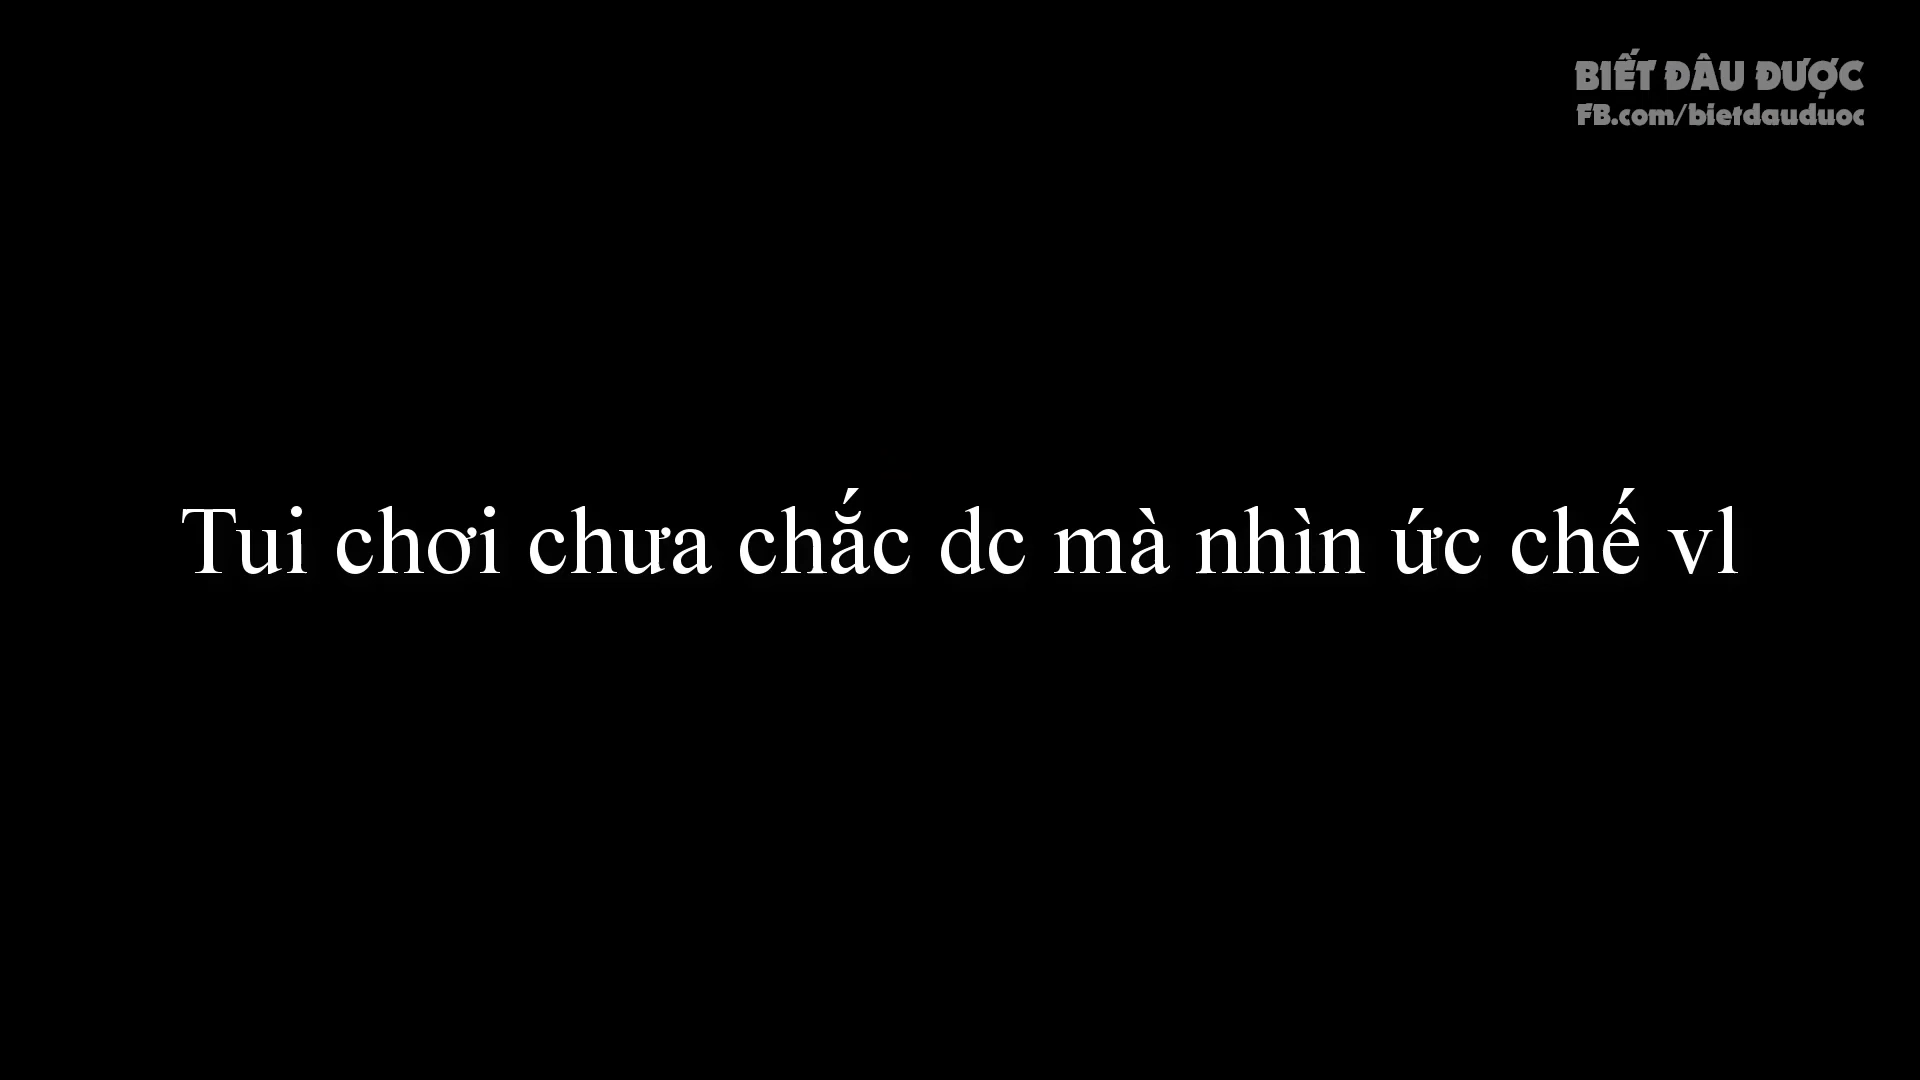 BIẾT ĐÂU ĐƯỢC
FB.com/bietdauduoc
Tui chơi chưa chắc dc mà nhìn ức chế vl